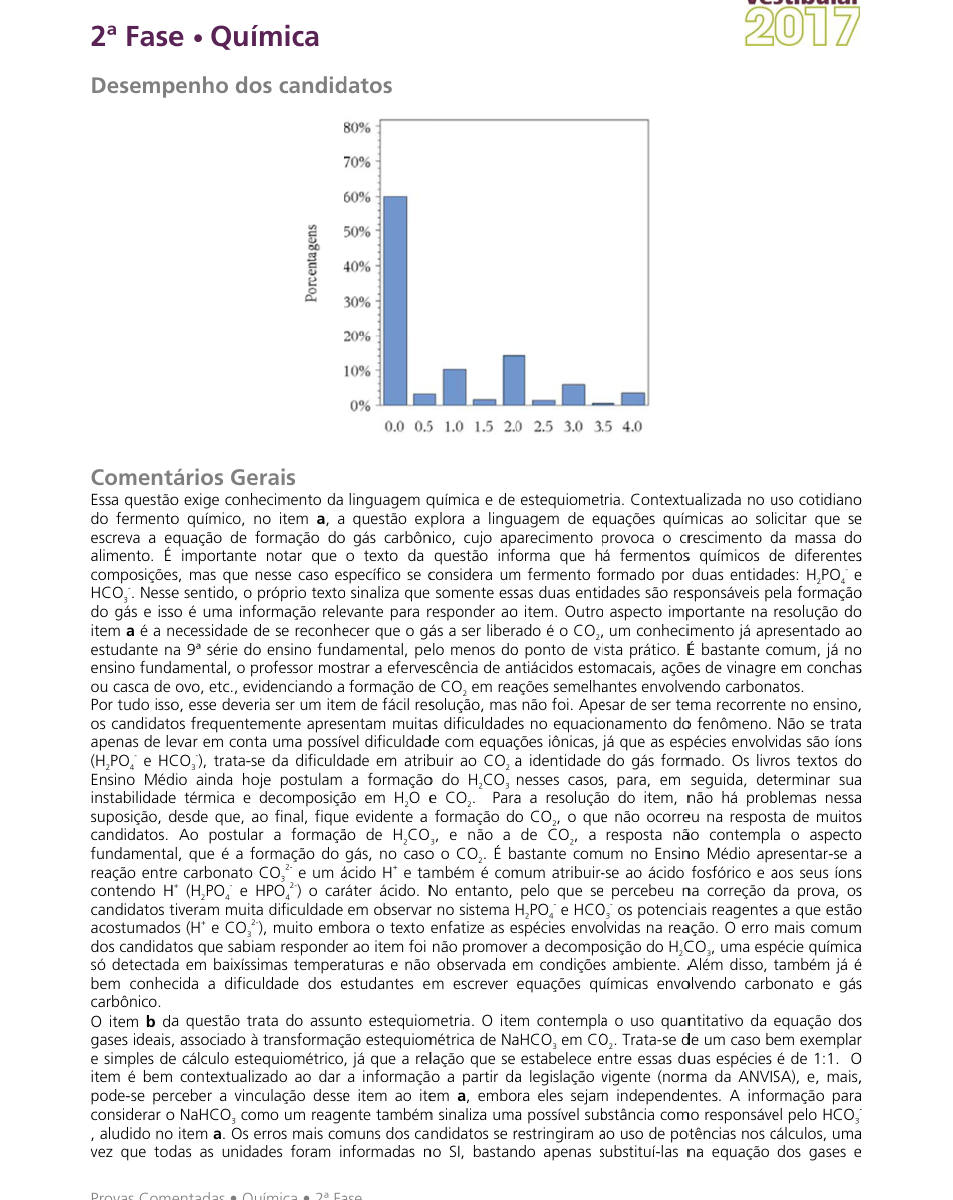 Vestibular
2017
2ª Fase • Química
Desempenho dos candidatos
80%
70%
60%
50%
40%
30%
20%
10%
0%
Porcentagens
0.0 0.5 1.0 1.5 2.0 2.5 3.0 3.5 4.0
Comentários Gerais
Essa questão exige conhecimento da linguagem química e de estequiometria. Contextualizada no uso cotidiano
do fermento químico, no item a, a questão explora a linguagem de equações químicas ao solicitar que se
escreva a equação de formação do gás carbônico, cujo aparecimento provoca o crescimento da massa do
alimento. É importante notar que o texto da questão informa que há fermentos químicos de diferentes
composições, mas que nesse caso específico se considera um fermento formado por duas entidades: H₂PO₄⁻ e
HCO₃⁻. Nesse sentido, o próprio texto sinaliza que somente essas duas entidades são responsáveis pela formação
do gás e isso é uma informação relevante para responder ao item. Outro aspecto importante na resolução do
item a é a necessidade de se reconhecer que o gás a ser liberado é o CO₂, um conhecimento já apresentado ao
estudante na 9ª série do ensino fundamental, pelo menos do ponto de vista prático. É bastante comum, já no
ensino fundamental, o professor mostrar a efervescência de antiácidos estomacais, ações de vinagre em conchas
ou casca de ovo, etc., evidenciando a formação de CO₂ em reações semelhantes envolvendo carbonatos.
Por tudo isso, esse deveria ser um item de fácil resolução, mas não foi. Apesar de ser tema recorrente no ensino,
os candidatos frequentemente apresentam muitas dificuldades no equacionamento do fenômeno. Não se trata
apenas de levar em conta uma possível dificuldade com equações iônicas, já que as espécies envolvidas são íons
(H₂PO₄⁻ e HCO₃⁻), trata-se da dificuldade em atribuir ao CO₂ a identidade do gás formado. Os livros textos do
Ensino Médio ainda hoje postulam a formação do H₂CO₃ nesses casos, para, em seguida, determinar sua
instabilidade térmica e decomposição em H₂O e CO₂. Para a resolução do item, não há problemas nessa
suposição, desde que, ao final, fique evidente a formação do CO₂, o que não ocorreu na resposta de muitos
candidatos. Ao postular a formação de H₂CO₃, e não a de CO₂, a resposta não contempla o aspecto
fundamental, que é a formação do gás, no caso o CO₂. É bastante comum no Ensino Médio apresentar-se a
reação entre carbonato CO₃²⁻ e um ácido H⁺ e também é comum atribuir-se ao ácido fosfórico e aos seus íons
contendo H⁺ (H₂PO₄⁻ e HPO₄²⁻) o caráter ácido. No entanto, pelo que se percebeu na correção da prova, os
candidatos tiveram muita dificuldade em observar no sistema H₂PO₄⁻ e HCO₃⁻ os potenciais reagentes a que estão
acostumados (H⁺ e CO₃²⁻), muito embora o texto enfatize as espécies envolvidas na reação. O erro mais comum
dos candidatos que sabiam responder ao item foi não promover a decomposição do H₂CO₃, uma espécie química
só detectada em baixíssimas temperaturas e não observada em condições ambiente. Além disso, também já é
bem conhecida a dificuldade dos estudantes em escrever equações químicas envolvendo carbonato e gás
carbônico.
O item b da questão trata do assunto estequiometria. O item contempla o uso quantitativo da equação dos
gases ideais, associado à transformação estequiométrica de NaHCO₃ em CO₂. Trata-se de um caso bem exemplar
e simples de cálculo estequiométrico, já que a relação que se estabelece entre essas duas espécies é de 1:1. O
item é bem contextualizado ao dar a informação a partir da legislação vigente (norma da ANVISA), e, mais,
pode-se perceber a vinculação desse item ao item a, embora eles sejam independentes. A informação para
considerar o NaHCO₃ como um reagente também sinaliza uma possível substância como responsável pelo HCO₃⁻
, aludido no item a. Os erros mais comuns dos candidatos se restringiram ao uso de potências nos cálculos, uma
vez que todas as unidades foram informadas no SI, bastando apenas substituí-las na equação dos gases e
Provas Comentadas • Química • 2ª Fase